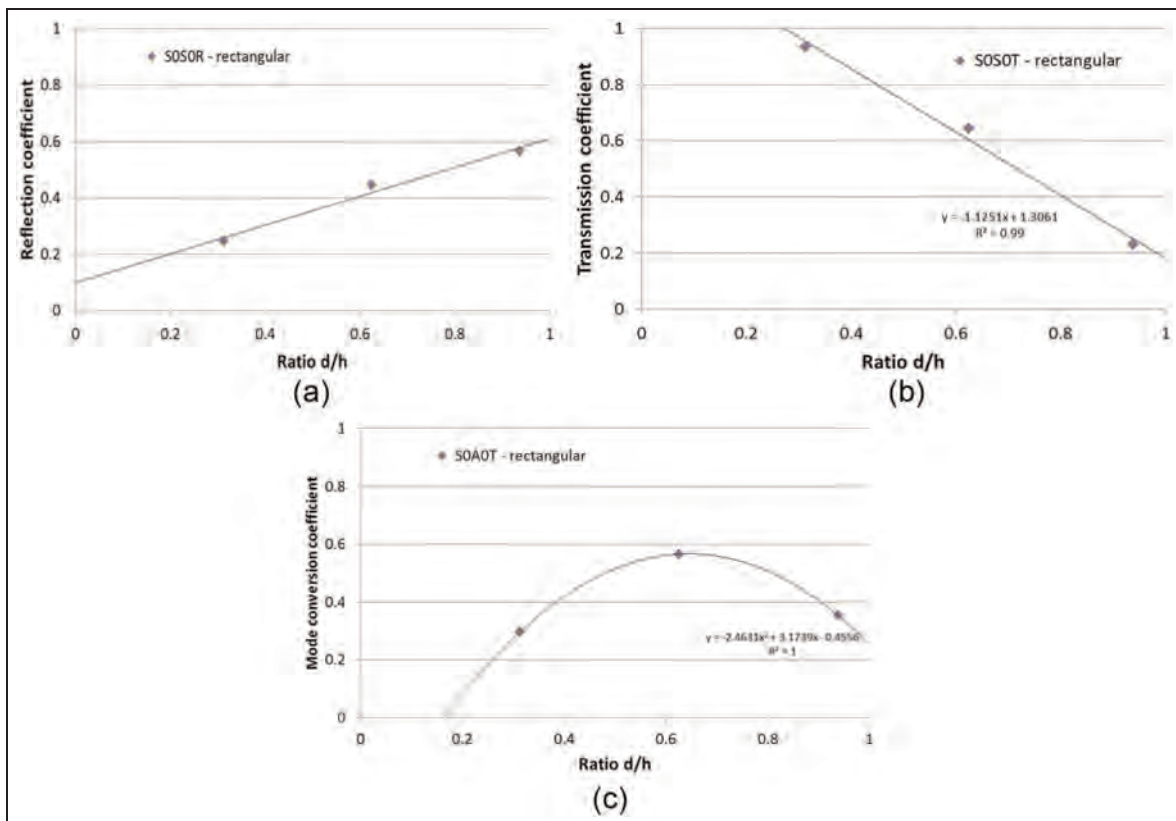 1
0.8
0.6
0.4
0.2
0
Reflection coefficient
S0S0R - rectangular
0 0.2 0.4 0.6 0.8 1
Ratio d/h
(a)
1
0.8
0.6
0.4
0.2
0
Transmission coefficient
S0S0T - rectangular
y = -1.1251x + 1.3061
R² = 0.99
0 0.2 0.4 0.6 0.8 1
Ratio d/h
(b)
1
0.8
0.6
0.4
0.2
0
Mode conversion coefficient
S0A0T - rectangular
y = -2.4631x² + 3.1739x - 0.4556
R² = 1
0 0.2 0.4 0.6 0.8 1
Ratio d/h
(c)